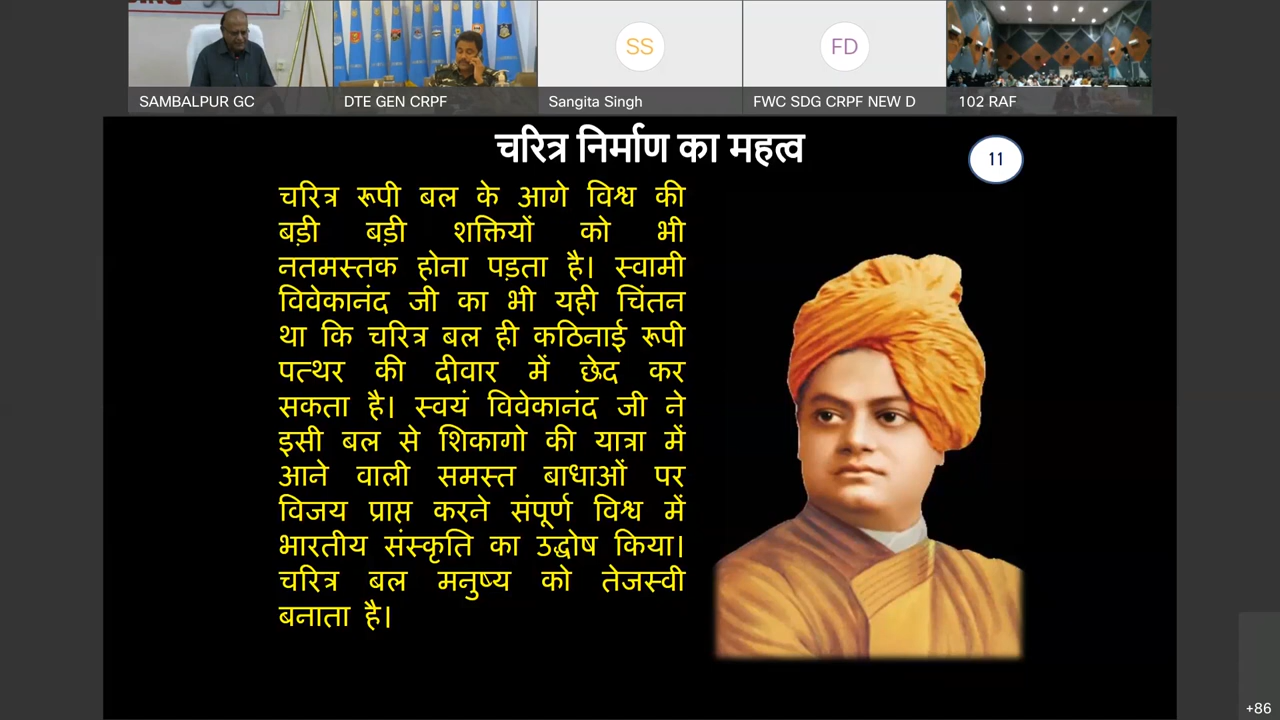 SS
FD
SAMBALPUR GC
DTE GEN CRPF
Sangita Singh
FWC SDG CRPF NEW D
102 RAF
चरित्र निर्माण का महत्व
11
चरित्र रूपी बल के आगे विश्व की
बड़ी बड़ी शक्तियों को भी
नतमस्तक होना पड़ता है। स्वामी
विवेकानंद जी का भी यही चिंतन
था कि चरित्र बल ही कठिनाई रूपी
पत्थर की दीवार में छेद कर
सकता है। स्वयं विवेकानंद जी ने
इसी बल से शिकागो की यात्रा में
आने वाली समस्त बाधाओं पर
विजय प्राप्त करने संपूर्ण विश्व में
भारतीय संस्कृति का उद्घोष किया।
चरित्र बल मनुष्य को तेजस्वी
बनाता है।
+86